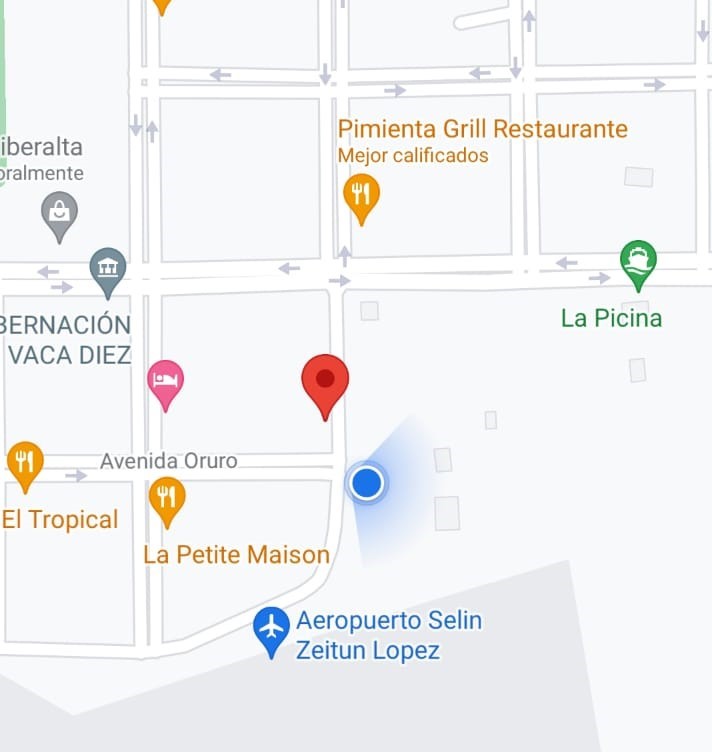 Pimienta Grill Restaurante
Mejor calificados
iberalta
oralmente
La Picina
BERNACIÓN
VACA DIEZ
Avenida Oruro
El Tropical
La Petite Maison
Aeropuerto Selin
Zeitun Lopez